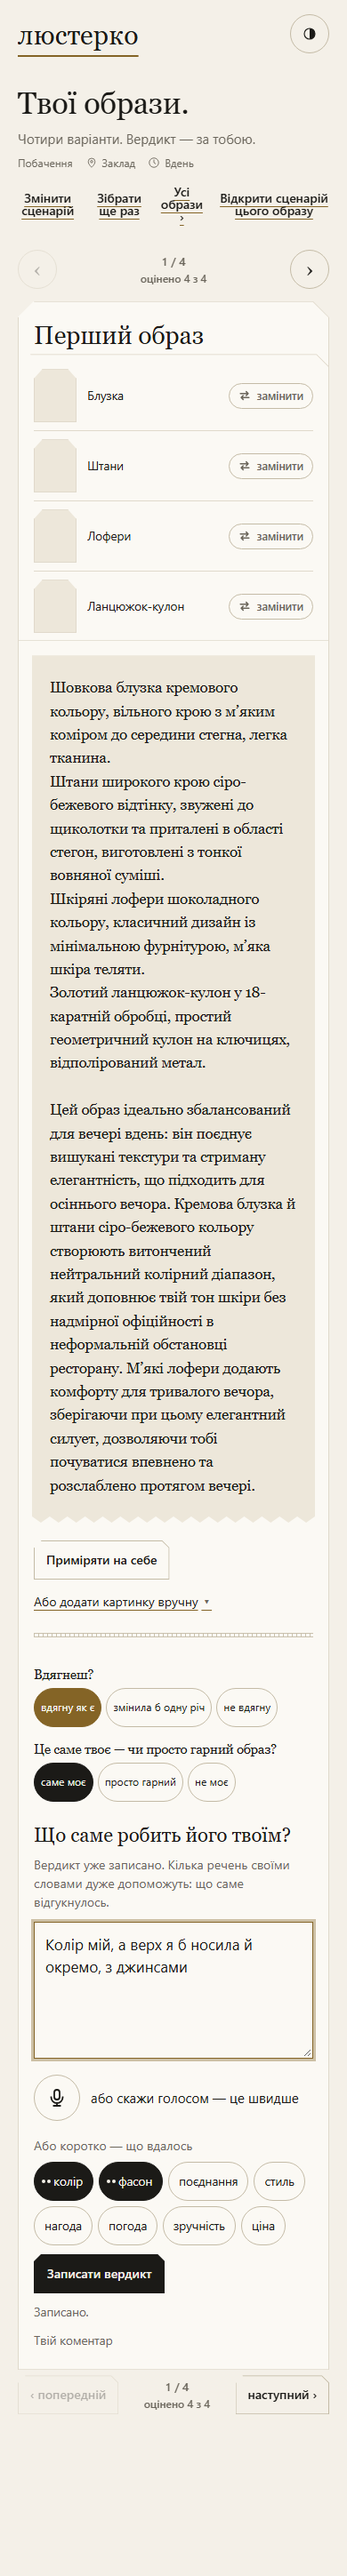 люстерко
Твої образи.
Чотири варіанти. Вердикт — за тобою.
Побачення Заклад Вдень
Змінити сценарій
Зібрати ще раз
Усі образи ›
Відкрити сценарій цього образу
‹
1 / 4
оцінено 4 з 4
›
Перший образ
Блузка
замінити
Штани
замінити
Лофери
замінити
Ланцюжок-кулон
замінити
Шовкова блузка кремового
кольору, вільного крою з м’яким
коміром до середини стегна, легка
тканина.
Штани широкого крою сіро-
бежевого відтінку, звужені до
щиколотки та приталені в області
стегон, виготовлені з тонкої
вовняної суміші.
Шкіряні лофери шоколадного
кольору, класичний дизайн із
мінімальною фурнітурою, м’яка
шкіра теляти.
Золотий ланцюжок-кулон у 18-
каратній обробці, простий
геометричний кулон на ключицях,
відполірований метал.
Цей образ ідеально збалансований
для вечері вдень: він поєднує
вишукані текстури та стриману
елегантність, що підходить для
осіннього вечора. Кремова блузка й
штани сіро-бежевого кольору
створюють витончений
нейтральний колірний діапазон,
який доповнює твій тон шкіри без
надмірної офіційності в
неформальній обстановці
ресторану. М’які лофери додають
комфорту для тривалого вечора,
зберігаючи при цьому елегантний
силует, дозволяючи тобі
почуватися впевнено та
розслаблено протягом вечері.
Приміряти на себе
Або додати картинку вручну
Вдягнеш?
вдягну як є
змінила б одну річ
не вдягну
Це саме твоє — чи просто гарний образ?
саме моє
просто гарний
не моє
Що саме робить його твоїм?
Вердикт уже записано. Кілька речень своїми
словами дуже допоможуть: що саме
відгукнулось.
Колір мій, а верх я б носила й
окремо, з джинсами
або скажи голосом — це швидше
Або коротко — що вдалось
колір
фасон
поєднання
стиль
нагода
погода
зручність
ціна
Записати вердикт
Записано.
Твій коментар
‹ попередній
1 / 4
оцінено 4 з 4
наступний ›